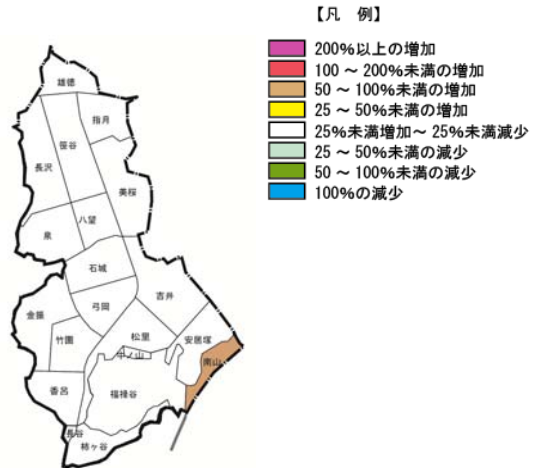 【凡 例】
200%以上の増加
100 ～ 200%未満の増加
50 ～ 100%未満の増加
25 ～ 50%未満の増加
25%未満増加～ 25%未満減少
25 ～ 50%未満の減少
50 ～ 100%未満の減少
100%の減少
雄徳
指月
笹谷
長沢
美桜
八望
泉
石城
吉井
弓岡
金振
松里
安居塚
竹園
中ノ山
南山
香呂
福禄谷
長谷
柿ヶ谷